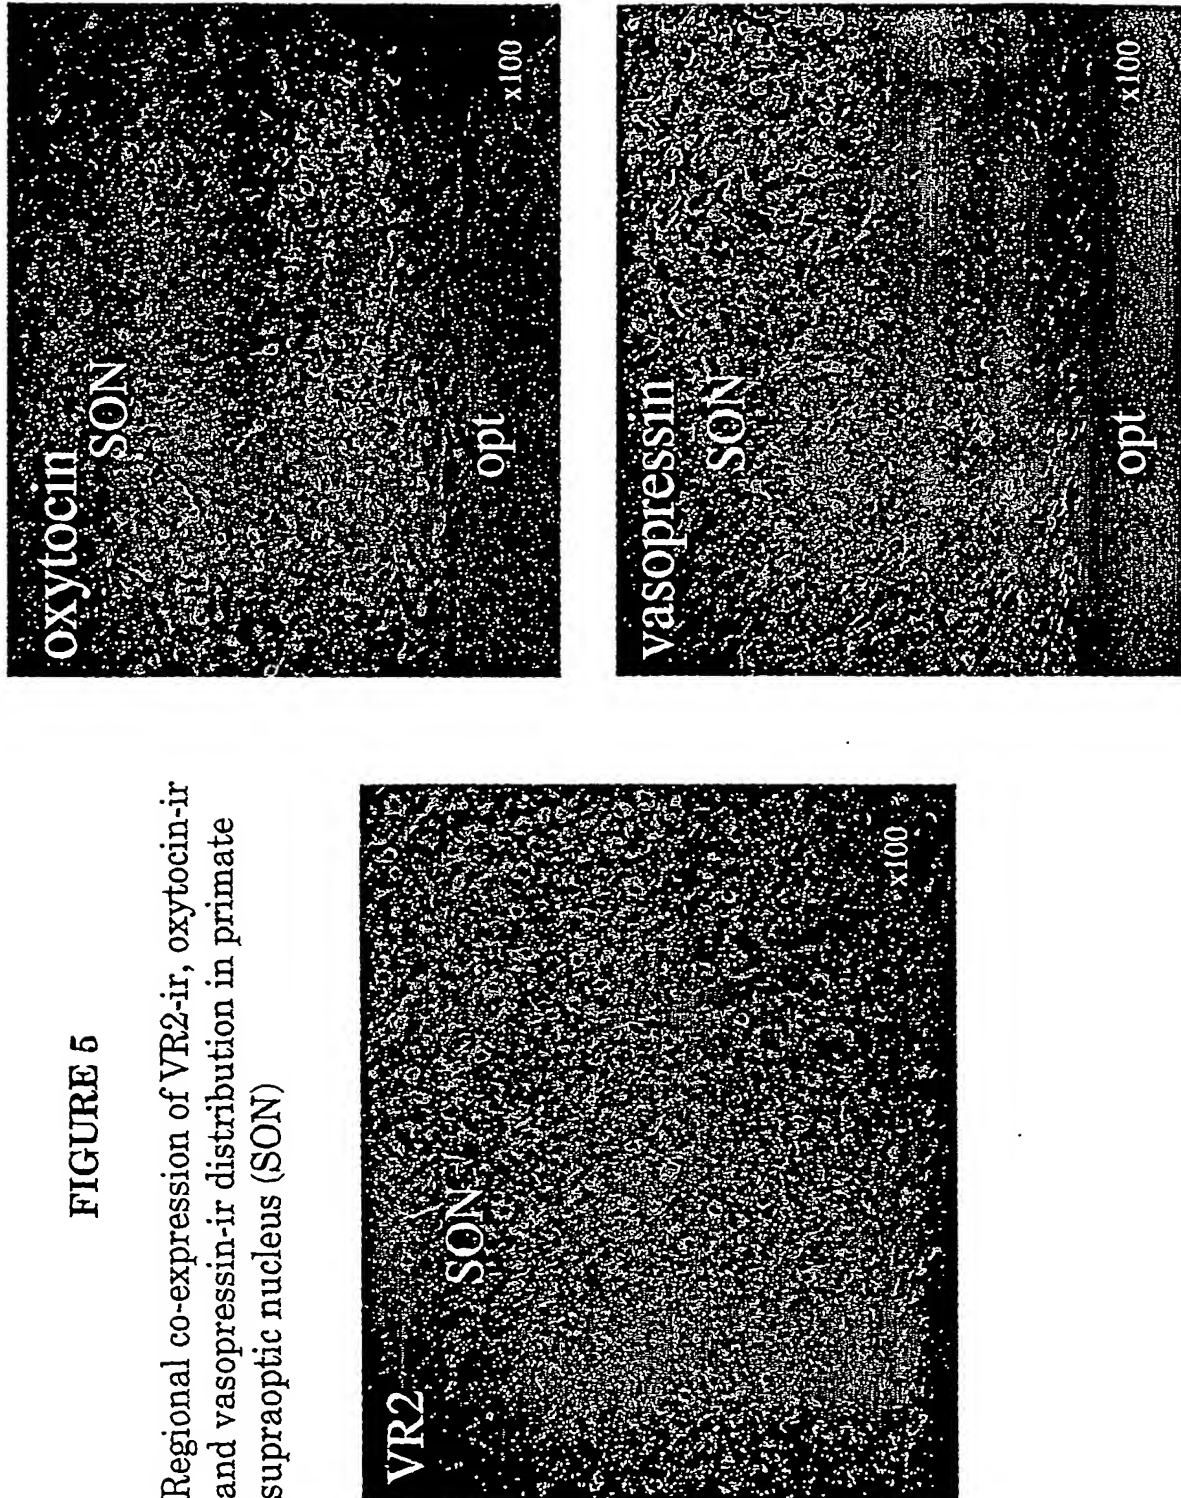 FIGURE 5
Regional co-expression of VR2-ir, oxytocin-ir
and vasopressin-ir distribution in primate
supraoptic nucleus (SON)
VR2
SON
x100
oxytocin
SON
opt
x100
vasopressin
SON
opt
x100